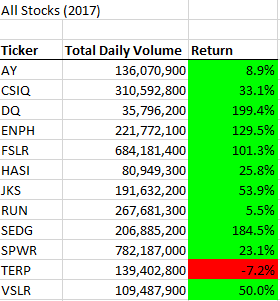 All Stocks (2017)
Ticker Total Daily Volume Return
AY 136,070,900 8.9%
CSIQ 310,592,800 33.1%
DQ 35,796,200 199.4%
ENPH 221,772,100 129.5%
FSLR 684,181,400 101.3%
HASI 80,949,300 25.8%
JKS 191,632,200 53.9%
RUN 267,681,300 5.5%
SEDG 206,885,200 184.5%
SPWR 782,187,000 23.1%
TERP 139,402,800 -7.2%
VSLR 109,487,900 50.0%